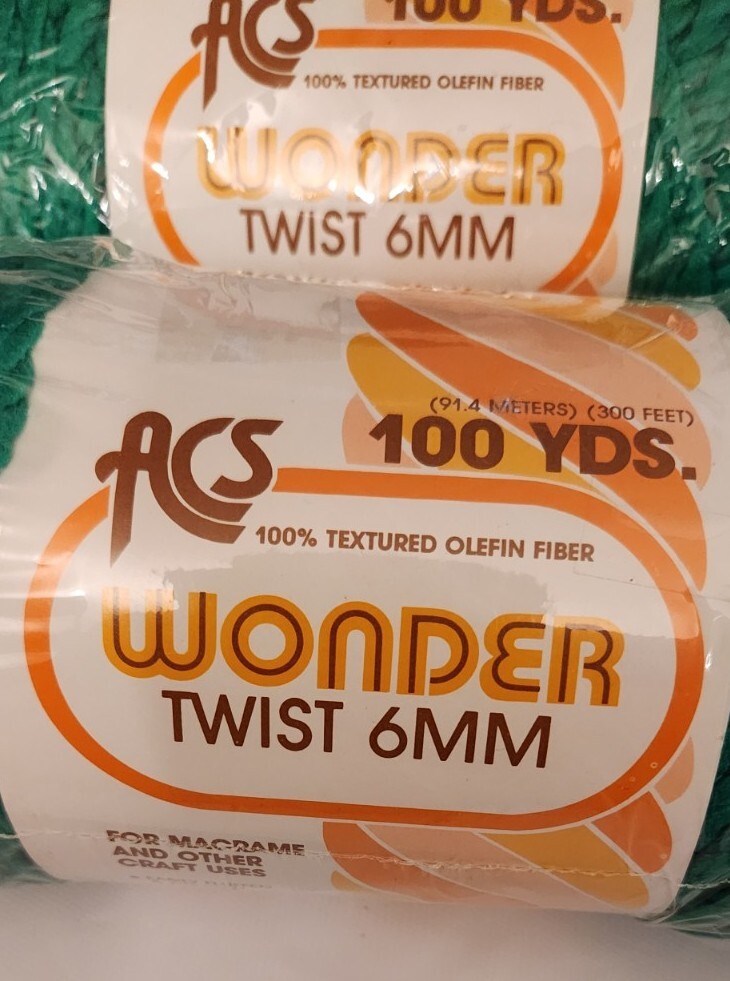 ACS
100 YDS.
100% TEXTURED OLEFIN FIBER
WONDER
TWIST 6MM
(91.4 METERS) (300 FEET)
100 YDS.
ACS
100% TEXTURED OLEFIN FIBER
WONDER
TWIST 6MM
FOR MACRAME
AND OTHER
CRAFT USES